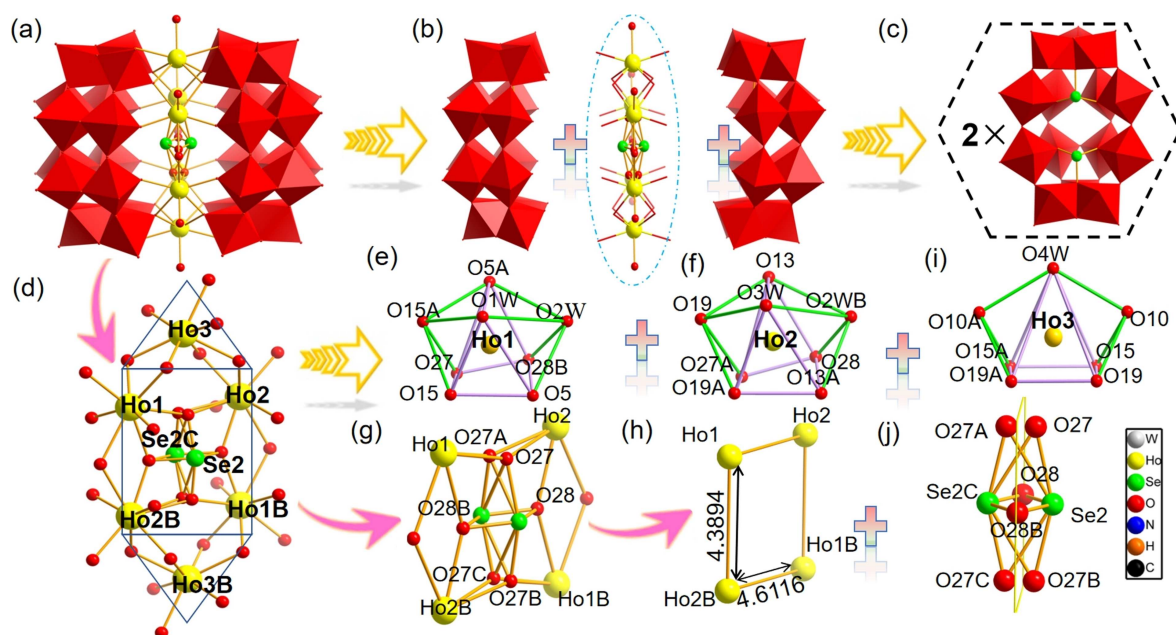 (a)
(b)
(c)
2×
(d)
Ho3
Ho1
Ho2
Se2C
Se2
Ho2B
Ho1B
Ho3B
(e)
O5A
O1W
O15A
O2W
Ho1
O27
O28B
O15
O5
(f)
O13
O3W
O19
O2WB
Ho2
O27A
O28
O19A
O13A
(i)
O4W
O10A
Ho3
O10
O15A
O15
O19A
O19
(g)
Ho2
O27A
Ho1
O27
O28
O28B
O27C
O27B
Ho2B
Ho1B
(h)
Ho2
Ho1
4.3894
Ho1B
Ho2B
4.6116
(j)
O27A
O27
O28
Se2C
Se2
O28B
O27C
O27B
W
Ho
Se
O
N
H
C